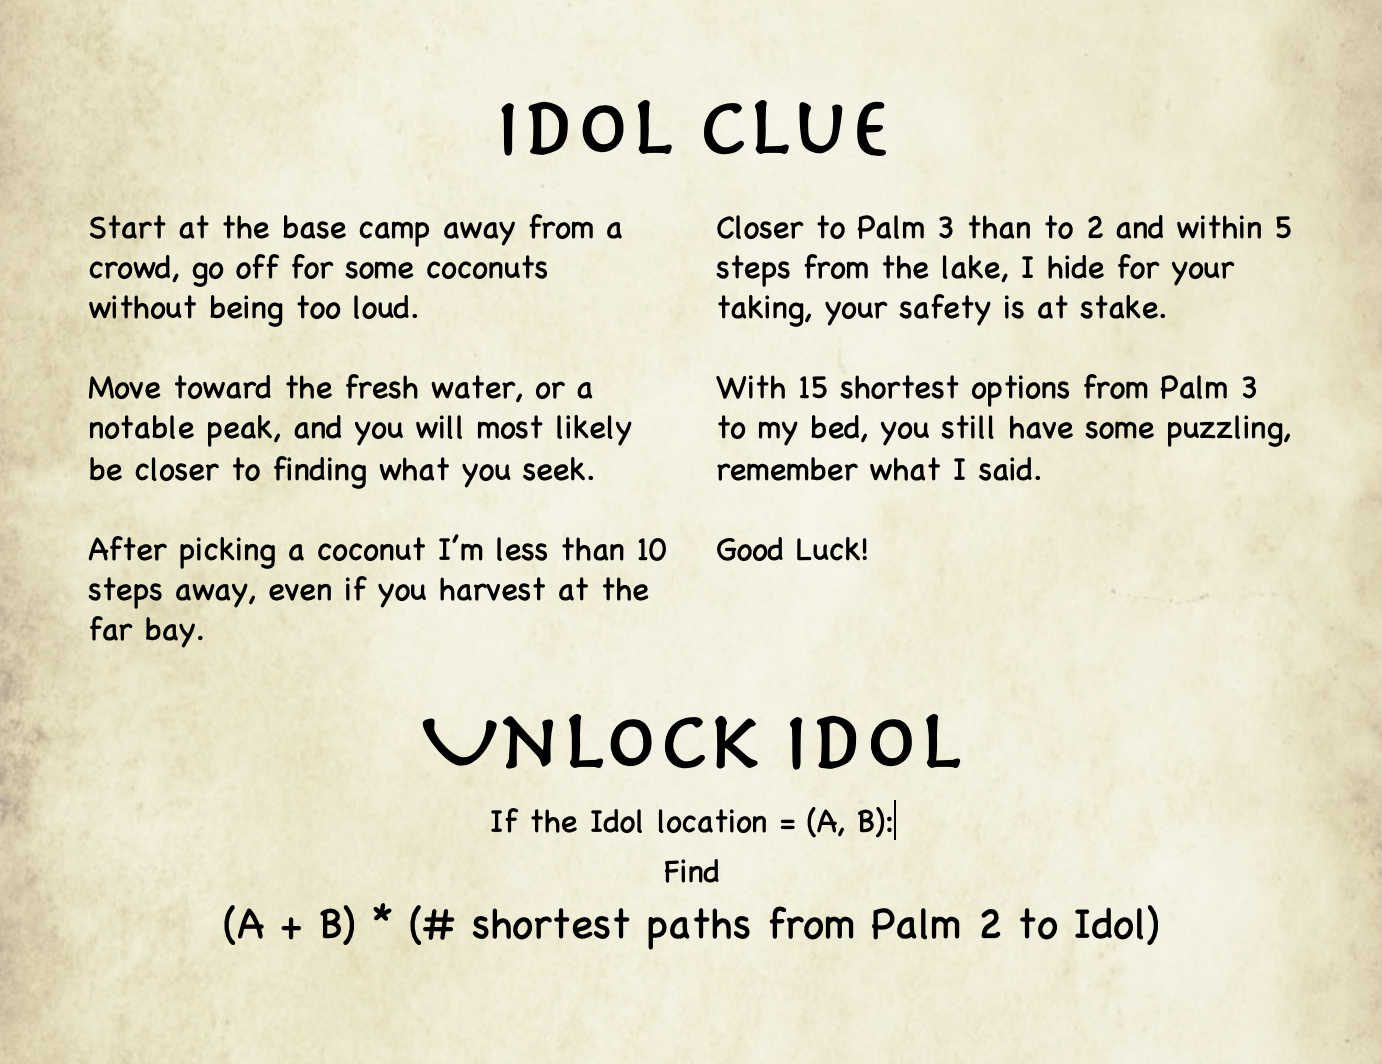 IDOL CLUE
Start at the base camp away from a
crowd, go off for some coconuts
without being too loud.
Move toward the fresh water, or a
notable peak, and you will most likely
be closer to finding what you seek.
After picking a coconut I'm less than 10
steps away, even if you harvest at the
far bay.
Closer to Palm 3 than to 2 and within 5
steps from the lake, I hide for your
taking, your safety is at stake.
With 15 shortest options from Palm 3
to my bed, you still have some puzzling,
remember what I said.
Good Luck!
UNLOCK IDOL
If the Idol location = (A, B):
Find
(A + B) * (# shortest paths from Palm 2 to Idol)